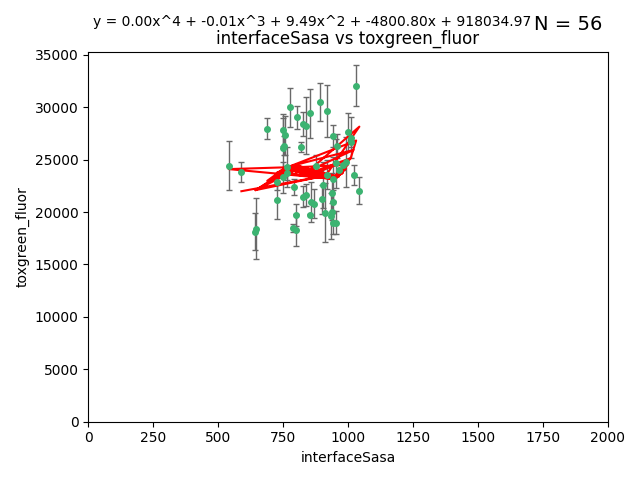 y = 0.00x^4 + -0.01x^3 + 9.49x^2 + -4800.80x + 918034.97 N = 56
interfaceSasa vs toxgreen_fluor
35000
30000
25000
20000
15000
10000
5000
0
toxgreen_fluor
0 250 500 750 1000 1250 1500 1750 2000
interfaceSasa